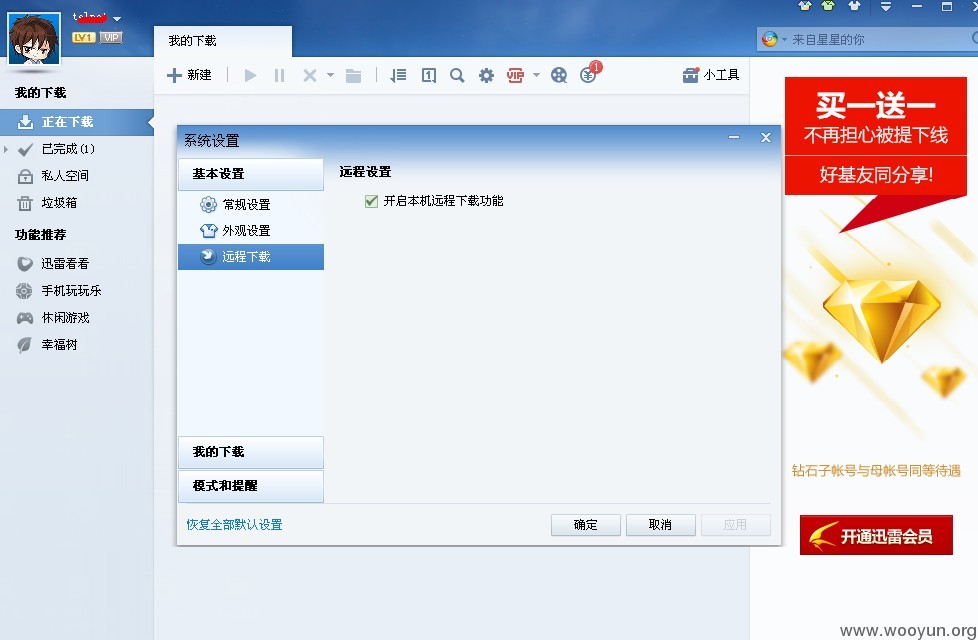 LV1 VIP
我的下载
来自星星的你
新建
1
VIP
1
小工具
我的下载
正在下载
已完成(1)
私人空间
垃圾箱
功能推荐
迅雷看看
手机玩玩乐
休闲游戏
幸福树
系统设置
基本设置
常规设置
外观设置
远程下载
我的下载
模式和提醒
远程设置
开启本机远程下载功能
恢复全部默认设置
确定
取消
应用
买一送一
不再担心被提下线
好基友同分享!
钻石子帐号与母帐号同等待遇
开通迅雷会员
www.wooyun.org